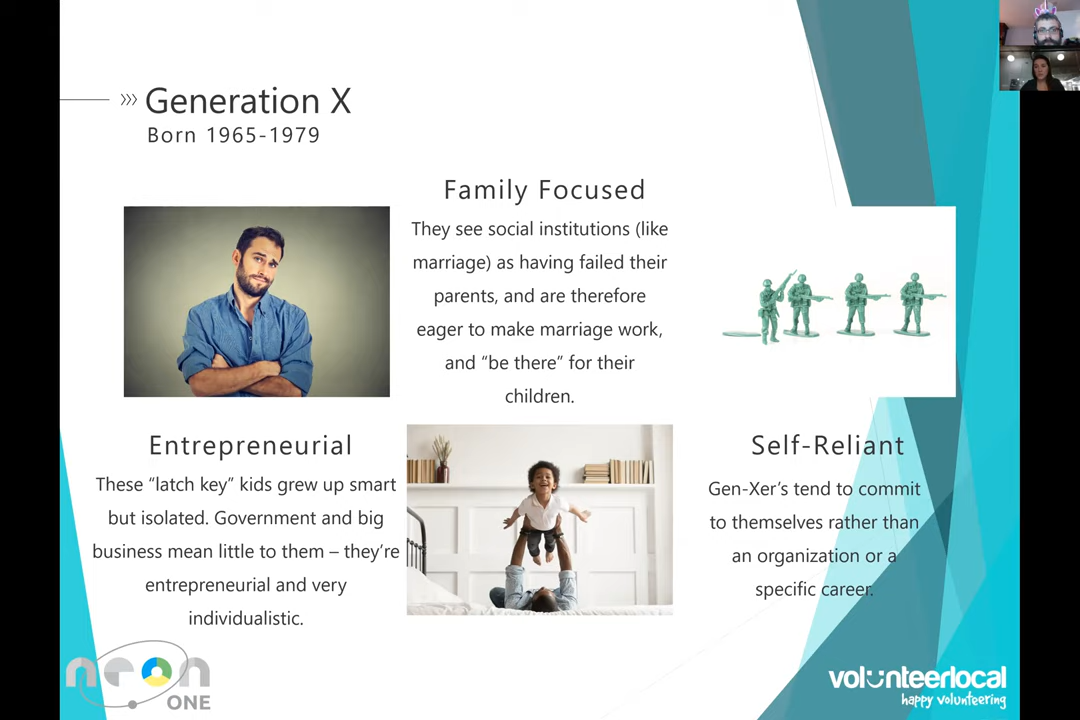 Generation X
Born 1965-1979
Family Focused
They see social institutions (like
marriage) as having failed their
parents, and are therefore
eager to make marriage work,
and “be there” for their
children.
Entrepreneurial
These “latch key” kids grew up smart
but isolated. Government and big
business mean little to them – they’re
entrepreneurial and very
individualistic.
Self-Reliant
Gen-Xer’s tend to commit
to themselves rather than
an organization or a
specific career.
neon
ONE
volunteerlocal
happy volunteering